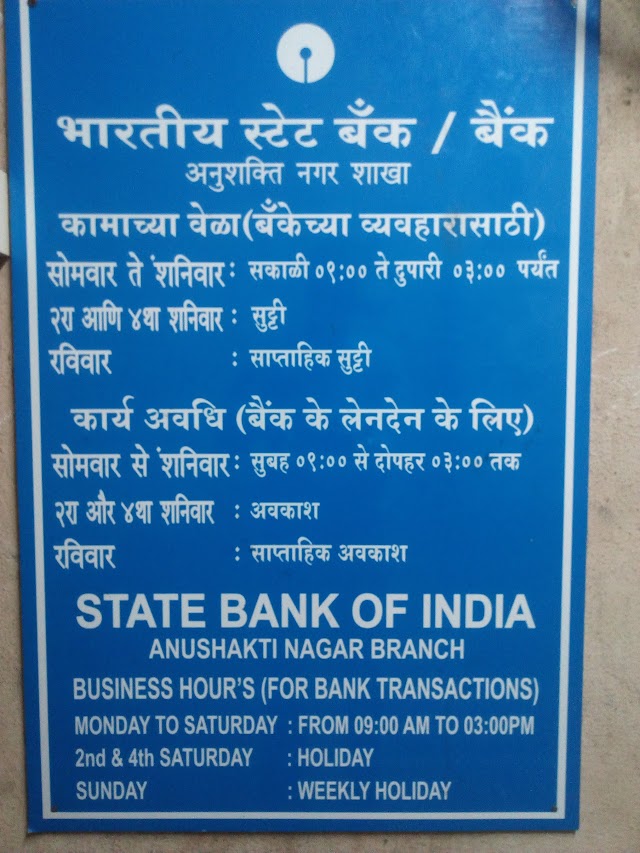 भारतीय स्टेट बँक / बैंक
अनुशक्ति नगर शाखा
कामाच्या वेळा(बँकेच्या व्यवहारासाठी)
सोमवार ते शंनिवार : सकाळी ०९:०० ते दुपारी ०३:०० पर्यंत
२रा आणि ४था शनिवार : सुट्टी
रविवार : साप्ताहिक सुट्टी
कार्य अवधि (बैंक के लेनदेन के लिए)
सोमवार से शंनिवार : सुबह ०९:०० से दोपहर ०३:०० तक
२रा और ४था शनिवार : अवकाश
रविवार : साप्ताहिक अवकाश
STATE BANK OF INDIA
ANUSHAKTI NAGAR BRANCH
BUSINESS HOUR'S (FOR BANK TRANSACTIONS)
MONDAY TO SATURDAY : FROM 09:00 AM TO 03:00PM
2nd & 4th SATURDAY : HOLIDAY
SUNDAY : WEEKLY HOLIDAY